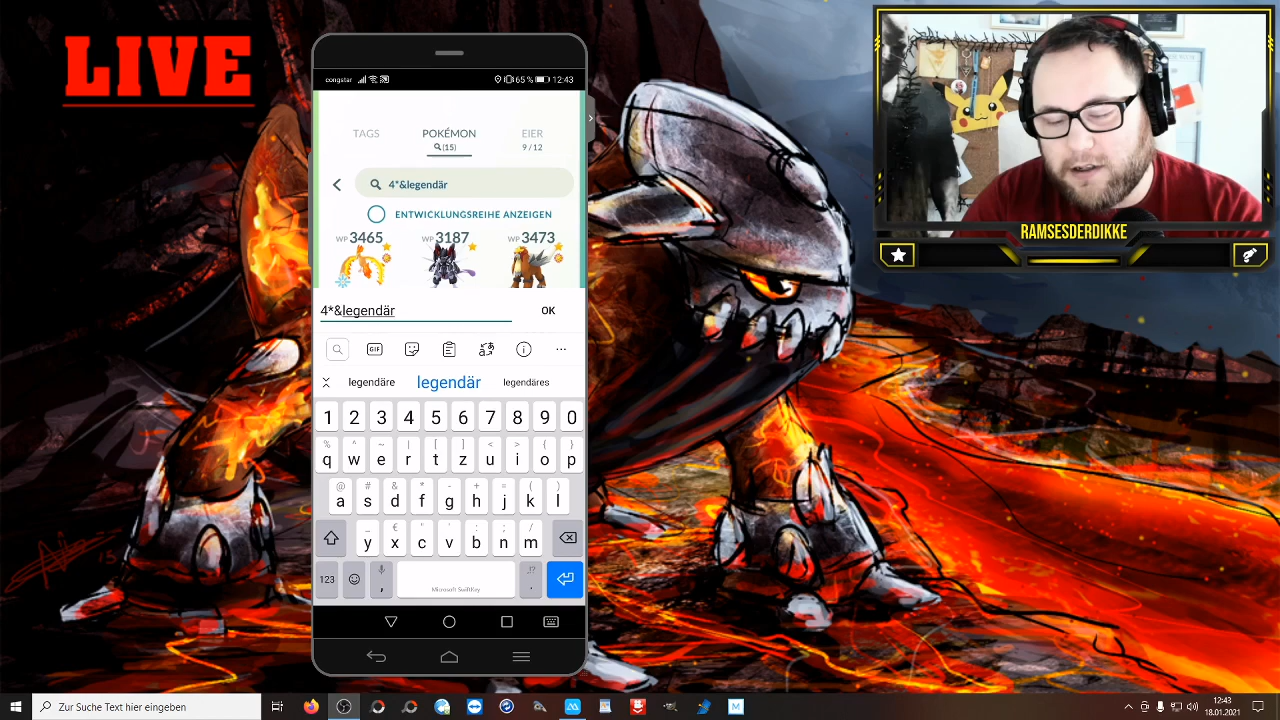 LIVE
congstar
65 % 12:43
TAGS
POKÉMON
(15)
EIER
9 / 12
4*&legendär
ENTWICKLUNGSREIHE ANZEIGEN
WP 3465
WP 3187
WP 3473
4*&legendär
OK
GIF
legendäre
legendär
legendäres
1 2 3 4 5 6 7 8 9 0
% ^ ~ | [ ] < > { }
q w e r t z u i o p
@ # & * - + = ( )
a s d f g h j k l
_ € " ' : ; /
y x c v b n m
123
,
Microsoft SwiftKey
!?
.
RAMSESDERDIKKE
Zur Suche Text hier eingeben
M
12:43
18.01.2021